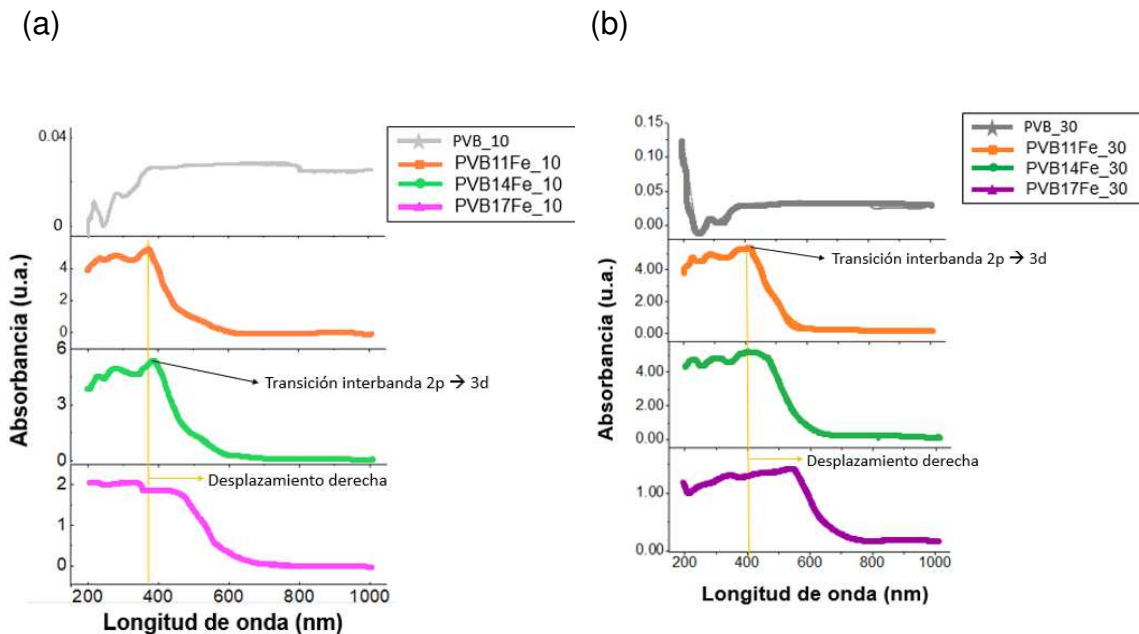 (a)
(b)
0.04
0
4
2
0
6
3
0
2
1
0
200 400 600 800 1000
Longitud de onda (nm)
Absorbancia (u.a.)
PVB_10
PVB11Fe_10
PVB14Fe_10
PVB17Fe_10
Transición interbanda 2p → 3d
Desplazamiento derecha
0.15
0.10
0.05
0.00
4.00
2.00
0.00
4.00
2.00
0.00
1.00
0.00
200 400 600 800 1000
Longitud de onda (nm)
Absorbancia (u.a.)
PVB_30
PVB11Fe_30
PVB14Fe_30
PVB17Fe_30
Transición interbanda 2p → 3d
Desplazamiento derecha